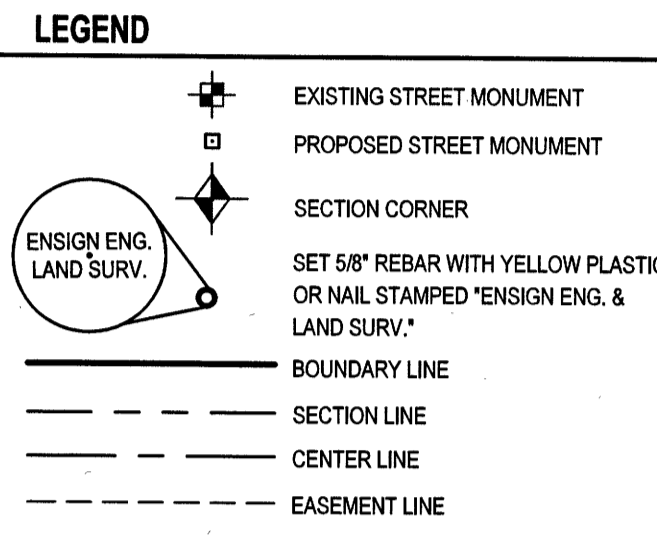 LEGEND
EXISTING STREET MONUMENT
PROPOSED STREET MONUMENT
SECTION CORNER
ENSIGN ENG.
LAND SURV.
SET 5/8" REBAR WITH YELLOW PLASTIC
OR NAIL STAMPED "ENSIGN ENG. &
LAND SURV."
BOUNDARY LINE
SECTION LINE
CENTER LINE
EASEMENT LINE